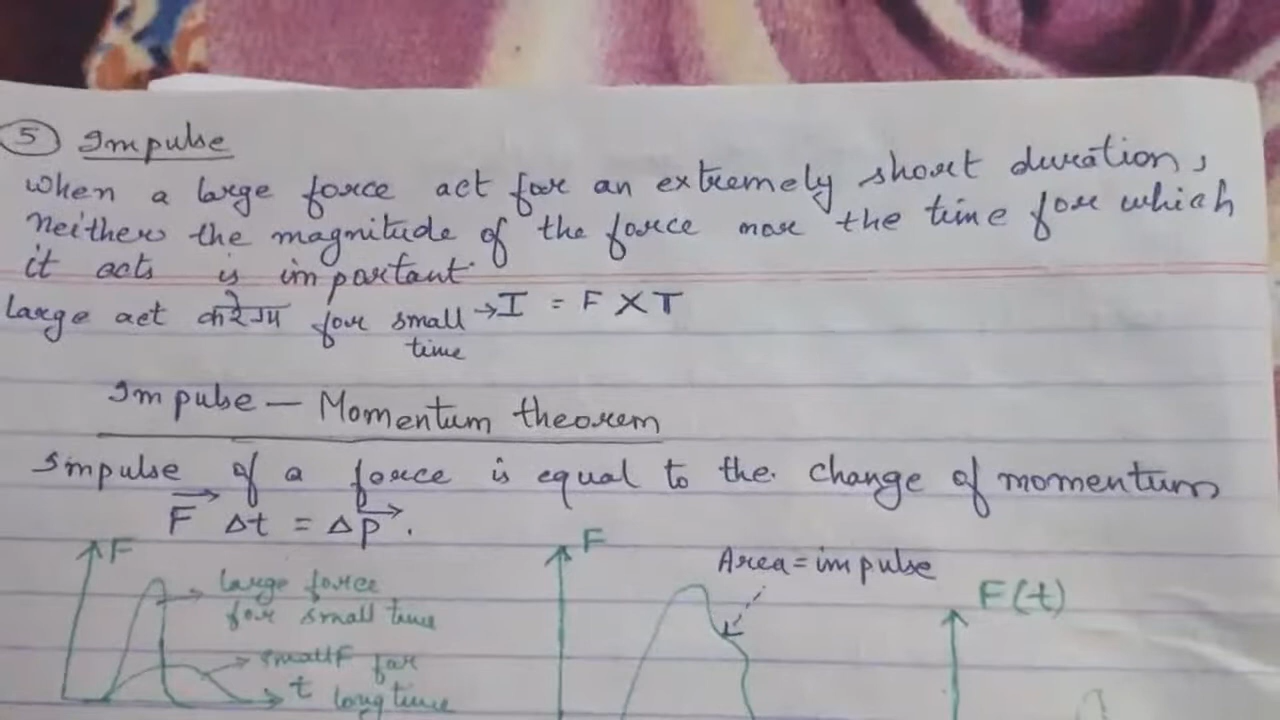 5 Impulse
when a large force act for an extremely short duration,
neither the magnitude of the force nor the time for which
it acts is important.
large act करेगा for small → I = F X T
time
Impulse — Momentum theorem
Impulse of a force is equal to the change of momentum
F Δt = Δp.
F
large force
for small time
small F for
t long time
F
Area = impulse
F(t)